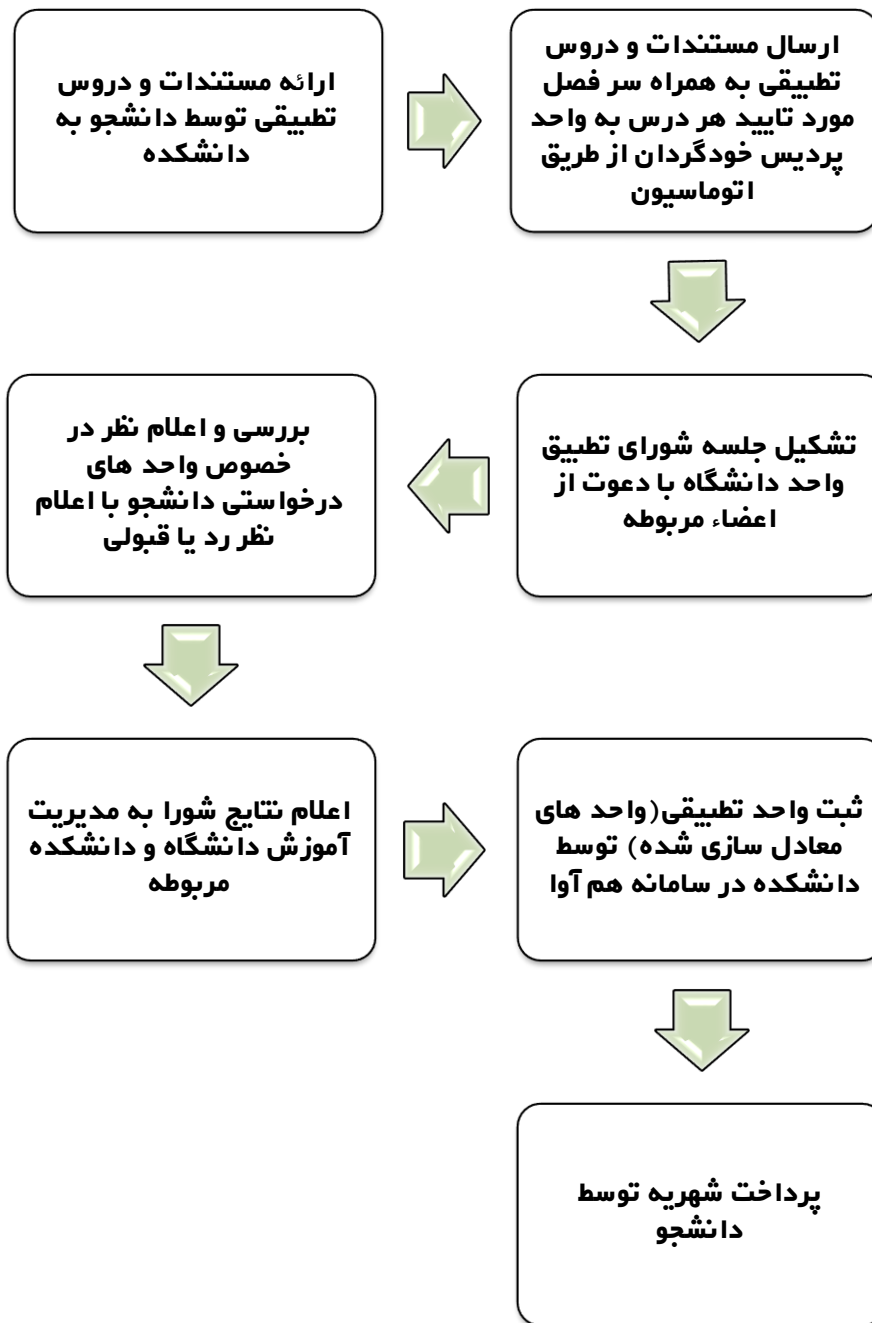 ارائه مستندات و دروس
تطبیقی توسط دانشجو به
دانشکده
ارسال مستندات و دروس
تطبیقی به همراه سر فصل
مورد تایید هر درس به واحد
پردیس خودگردان از طریق
اتوماسیون
تشکیل جلسه شورای تطبیق
واحد دانشگاه با دعوت از
اعضاء مربوطه
بررسی و اعلام نظر در
خصوص واحد های
درخواستی دانشجو با اعلام
نظر رد یا قبولی
اعلام نتایج شورا به مدیریت
آموزش دانشگاه و دانشکده
مربوطه
ثبت واحد تطبیقی(واحد های
معادل سازی شده) توسط
دانشکده در سامانه هم آوا
پرداخت شهریه توسط
دانشجو